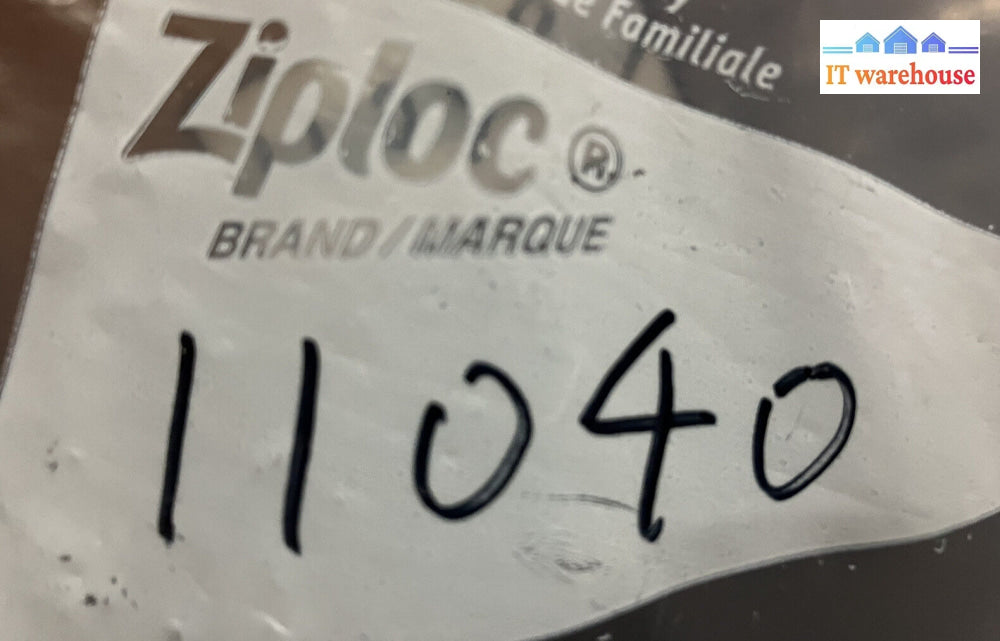 Familiale
IT warehouse
Ziploc®
BRAND/MARQUE
11040